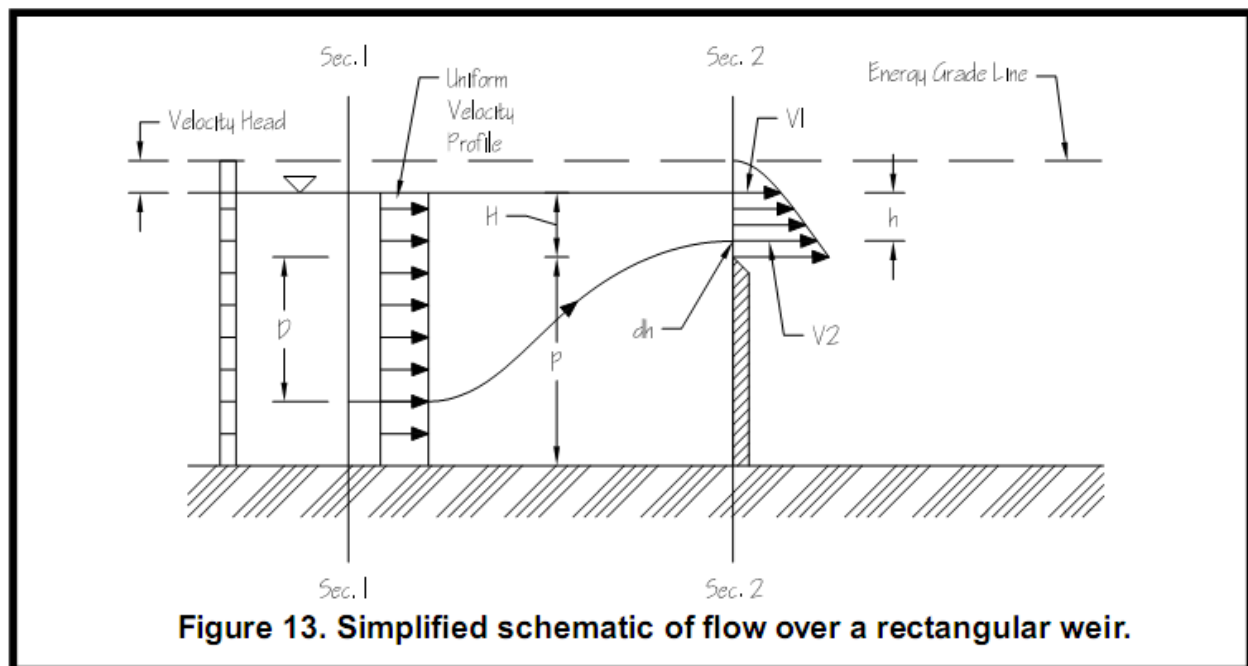 Sec. 1
Sec. 2
Energy Grade Line
Uniform
Velocity
Profile
Velocity Head
V1
H
h
D
P
dh
V2
Sec. 1
Sec. 2
Figure 13. Simplified schematic of flow over a rectangular weir.